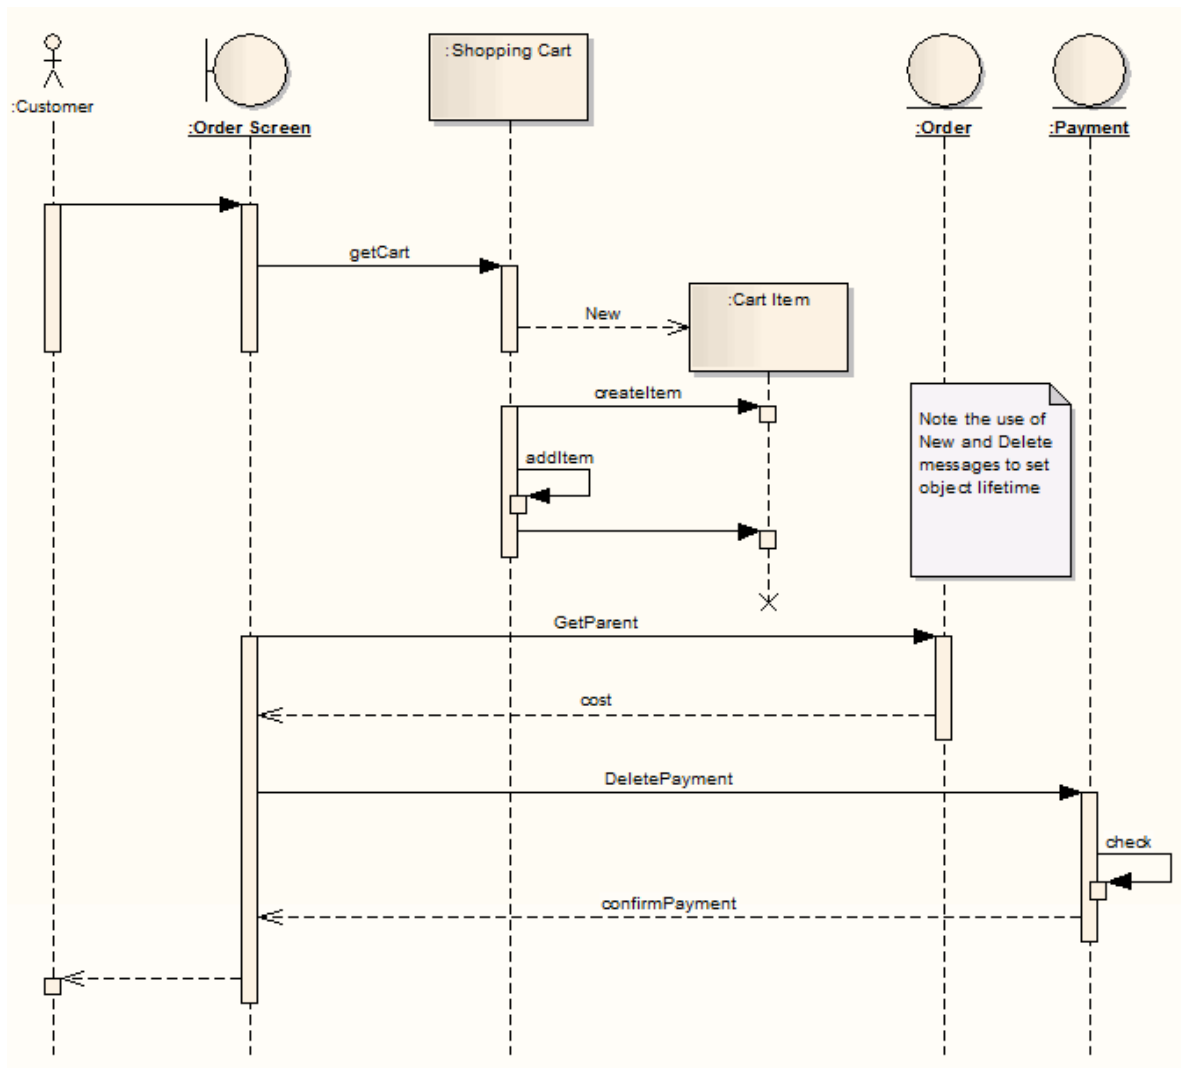 :Customer
:Order Screen
:Shopping Cart
:Order
:Payment
getCart
:Cart Item
New
createItem
Note the use of
New and Delete
messages to set
object lifetime
addItem
GetParent
cost
DeletePayment
check
confirmPayment